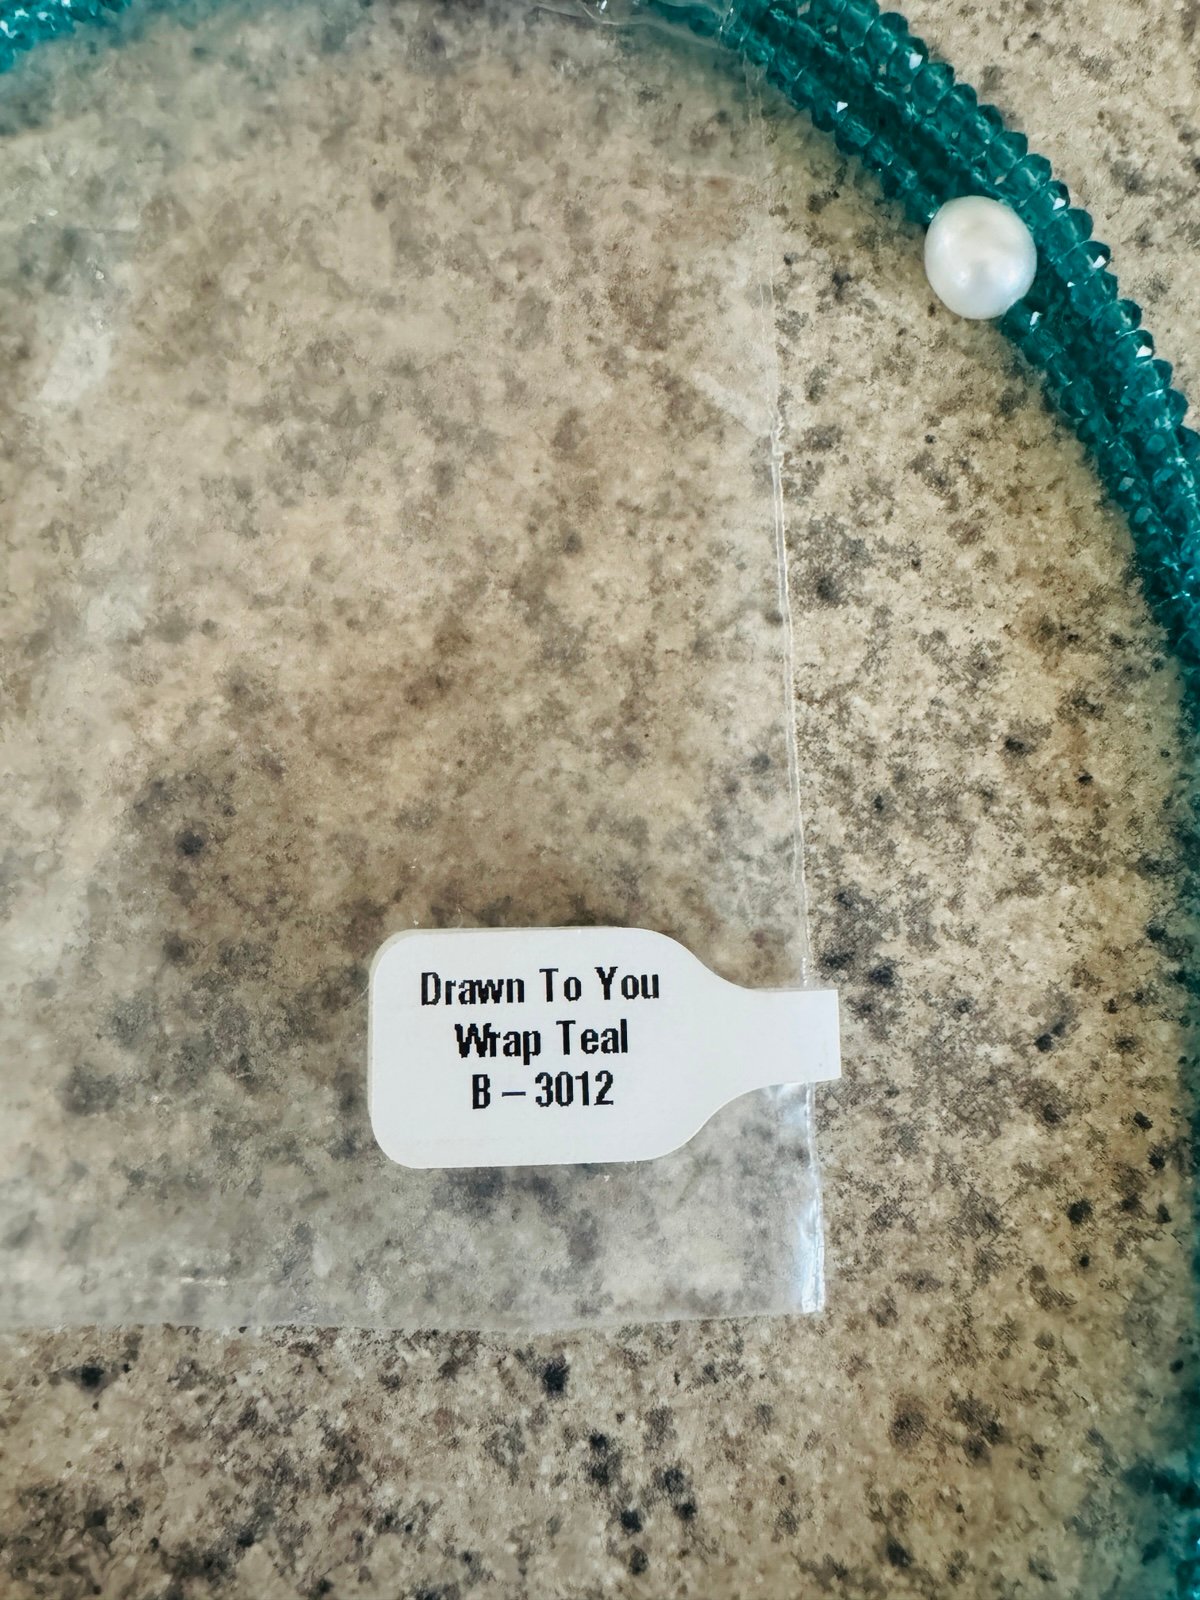 Drawn To You
Wrap Teal
B – 3012